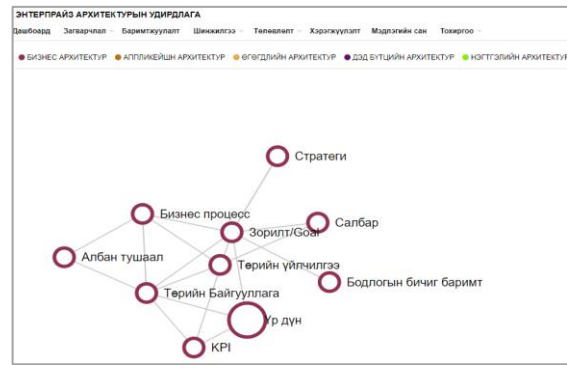 ЭНТЕРПРАЙЗ АРХИТЕКТУРЫН УДИРДЛАГА
Дашбоард Загварчлал Баримтжуулалт Шинжилгээ Төлөвлөлт Хэрэгжүүлэлт Мэдлэгийн сан Тохиргоо
БИЗНЕС АРХИТЕКТУР АППЛИКЕЙШН АРХИТЕКТУР ӨГӨГДЛИЙН АРХИТЕКТУР ДЭД БҮТЦИЙН АРХИТЕКТУР НЭГТГЭЛИЙН АРХИТЕКТУР
Стратеги
Бизнес процесс
Салбар
Зорилт/Goal
Албан тушаал
Төрийн үйлчилгээ
Бодлогын бичиг баримт
Төрийн Байгууллага
Үр дүн
KPI